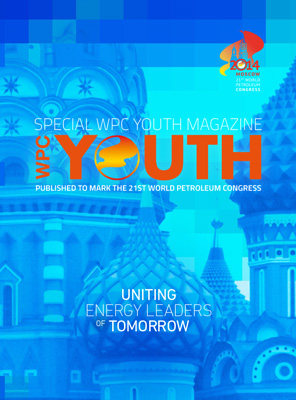 2014
MOSCOW
21ST WORLD
PETROLEUM
CONGRESS
SPECIAL WPC YOUTH MAGAZINE
WPC YOUTH
PUBLISHED TO MARK THE 21ST WORLD PETROLEUM CONGRESS
UNITING
ENERGY LEADERS
OF TOMORROW